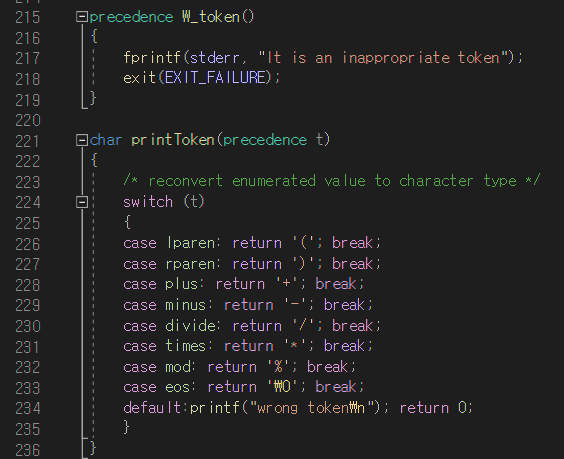 215 precedence W_token()
216 {
217 fprintf(stderr, "It is an inappropriate token");
218 exit(EXIT_FAILURE);
219 }
220
221 char printToken(precedence t)
222 {
223 /* reconvert enumerated value to character type */
224 switch (t)
225 {
226 case lparen: return '('; break;
227 case rparen: return ')'; break;
228 case plus: return '+'; break;
229 case minus: return '-'; break;
230 case divide: return '/'; break;
231 case times: return '*'; break;
232 case mod: return '%'; break;
233 case eos: return '₩0'; break;
234 default:printf("wrong token₩n"); return 0;
235 }
236 }